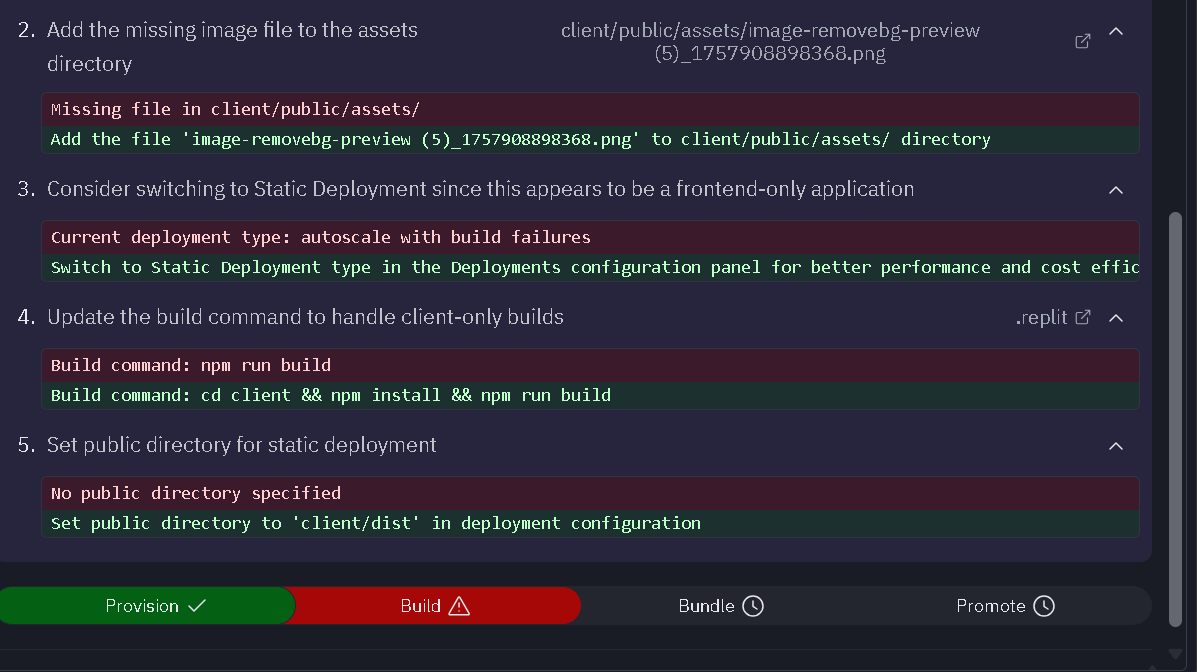 2. Add the missing image file to the assets
directory
client/public/assets/image-removebg-preview
(5)_1757908898368.png
Missing file in client/public/assets/
Add the file 'image-removebg-preview (5)_1757908898368.png' to client/public/assets/ directory
3. Consider switching to Static Deployment since this appears to be a frontend-only application
Current deployment type: autoscale with build failures
Switch to Static Deployment type in the Deployments configuration panel for better performance and cost effic
4. Update the build command to handle client-only builds
.replit
Build command: npm run build
Build command: cd client && npm install && npm run build
5. Set public directory for static deployment
No public directory specified
Set public directory to 'client/dist' in deployment configuration
Provision
Build
Bundle
Promote